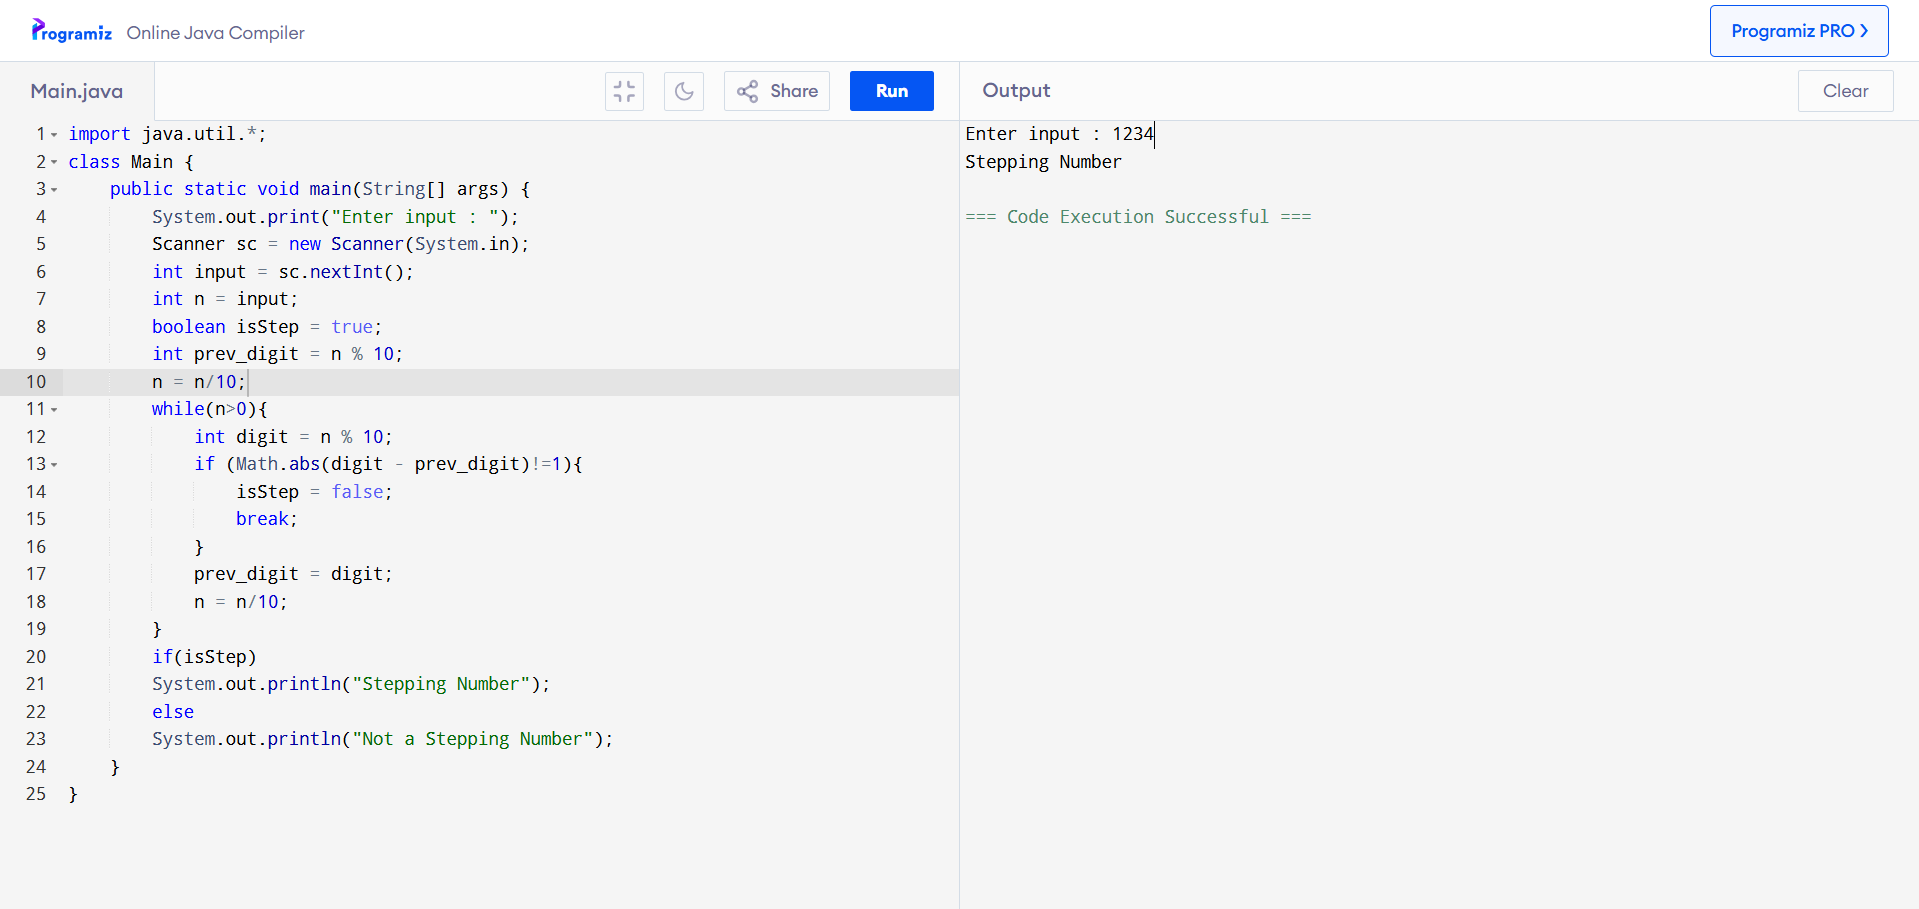 Programiz Online Java Compiler
Programiz PRO
Main.java
Share
Run
Output
Clear
1 import java.util.*;
2 class Main {
3     public static void main(String[] args) {
4         System.out.print("Enter input : ");
5         Scanner sc = new Scanner(System.in);
6         int input = sc.nextInt();
7         int n = input;
8         boolean isStep = true;
9         int prev_digit = n % 10;
10         n = n/10;
11         while(n>0){
12             int digit = n % 10;
13             if (Math.abs(digit - prev_digit)!=1){
14                 isStep = false;
15                 break;
16             }
17             prev_digit = digit;
18             n = n/10;
19         }
20         if(isStep)
21         System.out.println("Stepping Number");
22         else
23         System.out.println("Not a Stepping Number");
24     }
25 }
Enter input : 1234
Stepping Number
=== Code Execution Successful ===